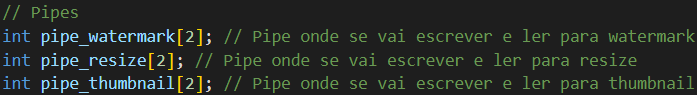 // Pipes
int pipe_watermark[2]; // Pipe onde se vai escrever e ler para watermark
int pipe_resize[2]; // Pipe onde se vai escrever e ler para resize
int pipe_thumbnail[2]; // Pipe onde se vai escrever e ler para thumbnail